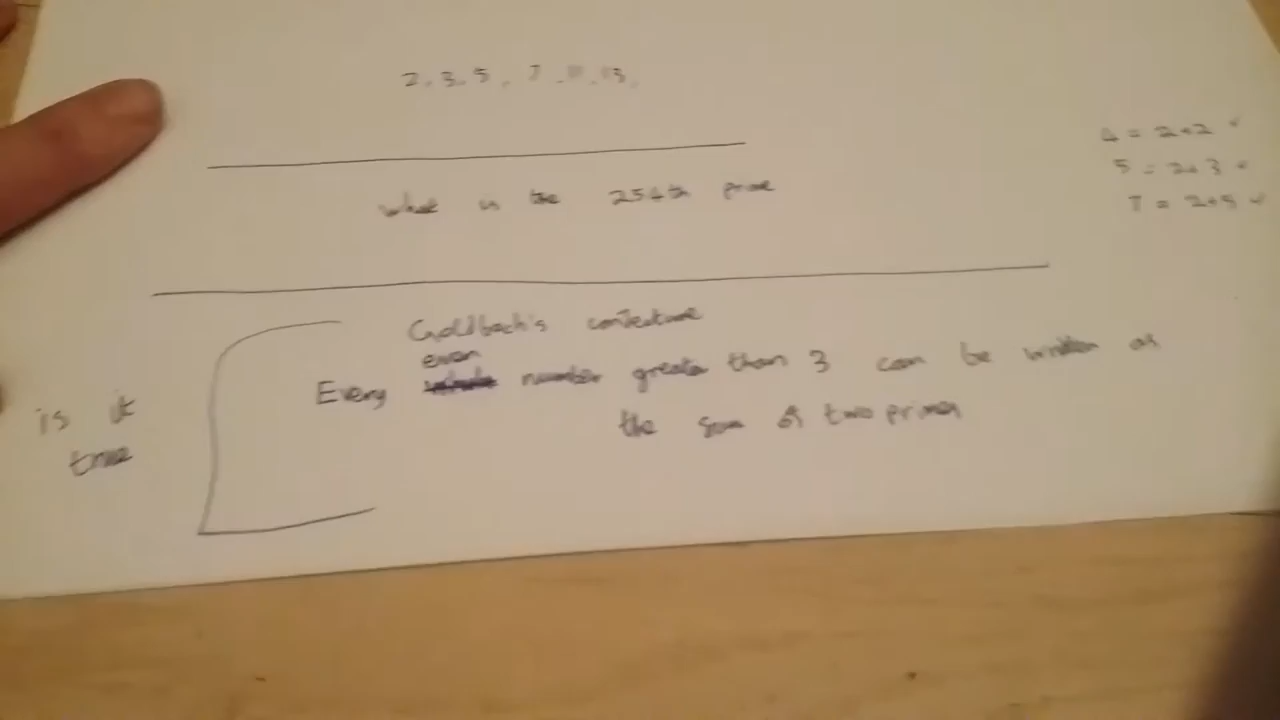 2, 3, 5, 7, 11, 13,
4 = 2+2 ✓
5 = 2+3 ✓
7 = 2+5 ✓
what is the 254th prime
Goldbach's conjecture
even
Every number greater than 3 can be written as
the sum of two primes
is it
true